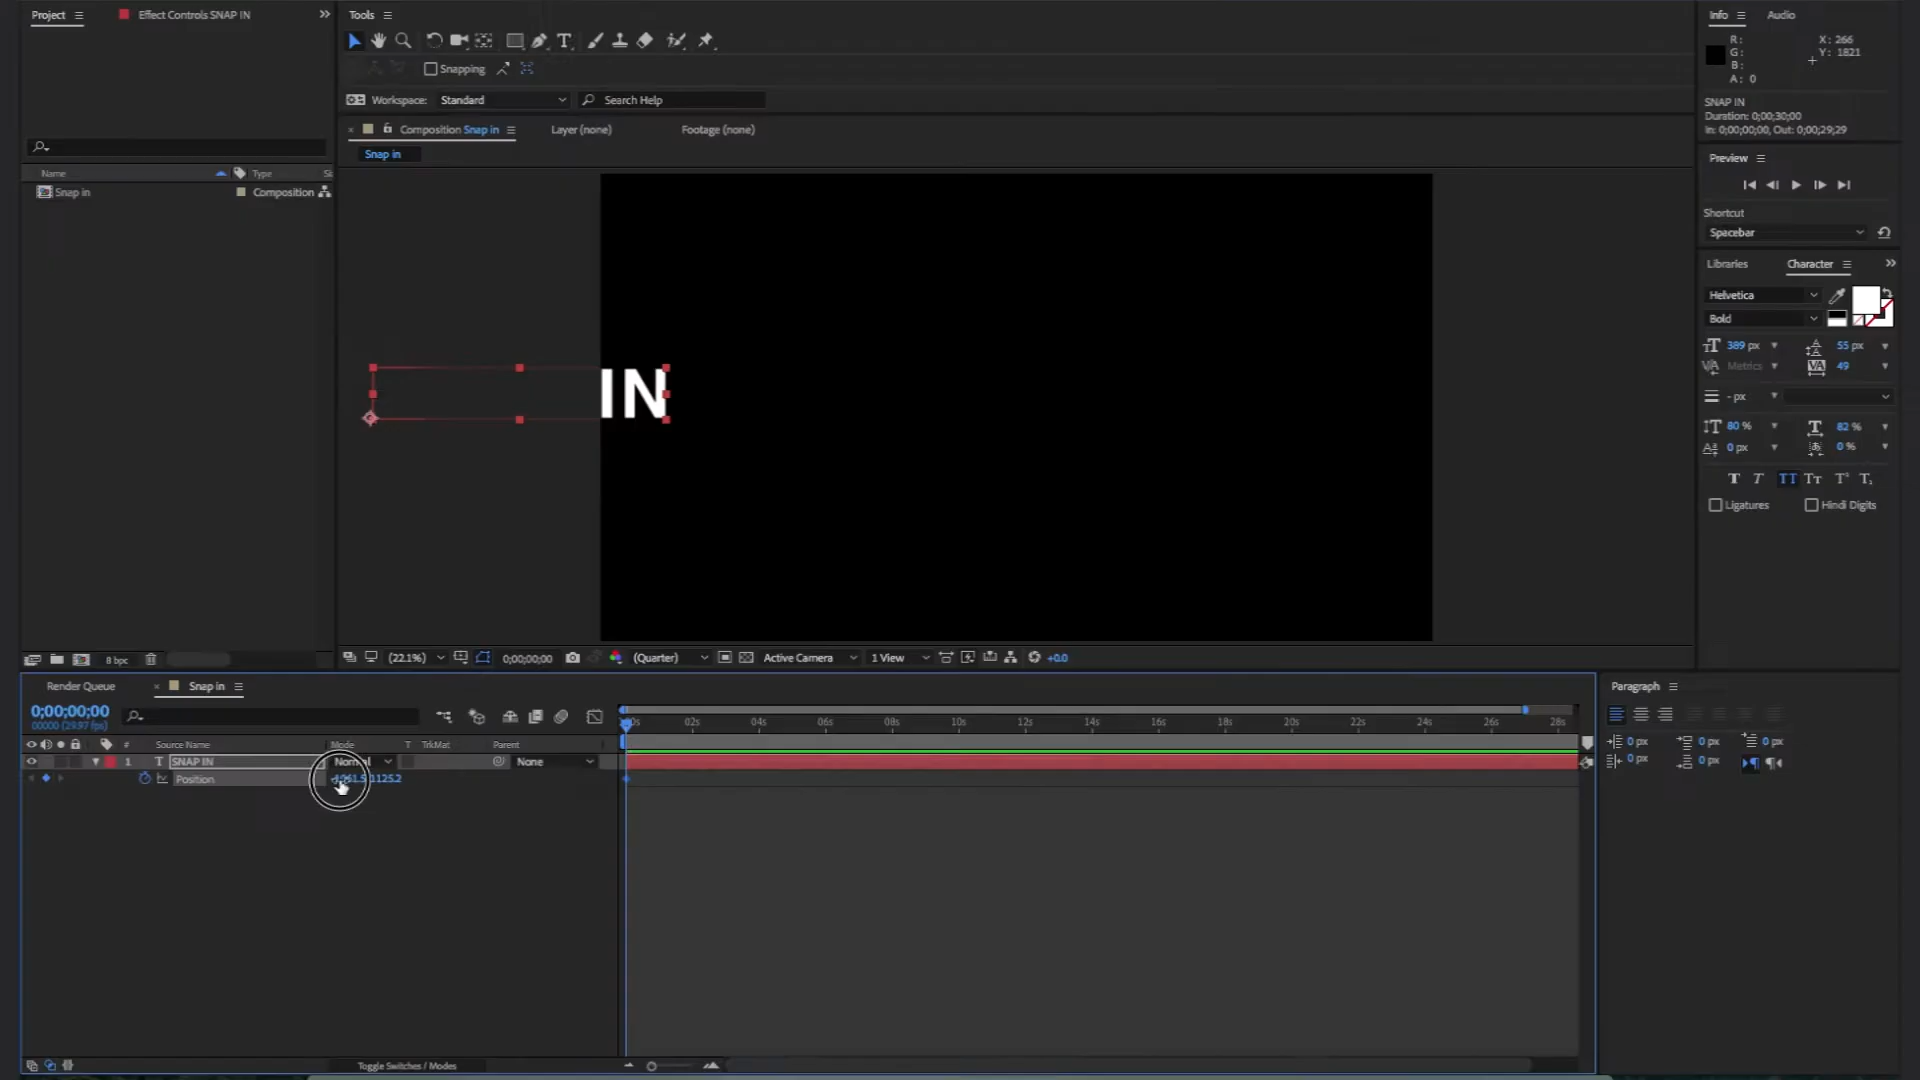 Project
Effect Controls SNAP IN
Tools
Info
Audio
R:
G:
B:
A: 0
X: 266
Y: 1821
Snapping
Workspace: Standard
Search Help
SNAP IN
Duration: 0;00;30;00
In: 0;00;00;00, Out: 0;00;29;29
Composition Snap in
Layer (none)
Footage (none)
Snap in
Preview
Name
Type
Snap in
Composition
Shortcut
Spacebar
Libraries
Character
Helvetica
Bold
389 px
55 px
Metrics
49
- px
80 %
82 %
0 px
0 %
T T TT Tr T T
Ligatures
Hindi Digits
IN
8 bpc
(22.1%)
0;00;00;00
(Quarter)
Active Camera
1 View
+0.0
Render Queue
Snap in
Paragraph
0;00;00;00
00000 (29.97 fps)
02s 04s 06s 08s 10s 12s 14s 16s 18s 20s 22s 24s 26s 28s
# Source Name Mode T TrkMat Parent
1 T SNAP IN Normal None
Position 1125.2
0 px 0 px 0 px
0 px 0 px
Toggle Switches / Modes